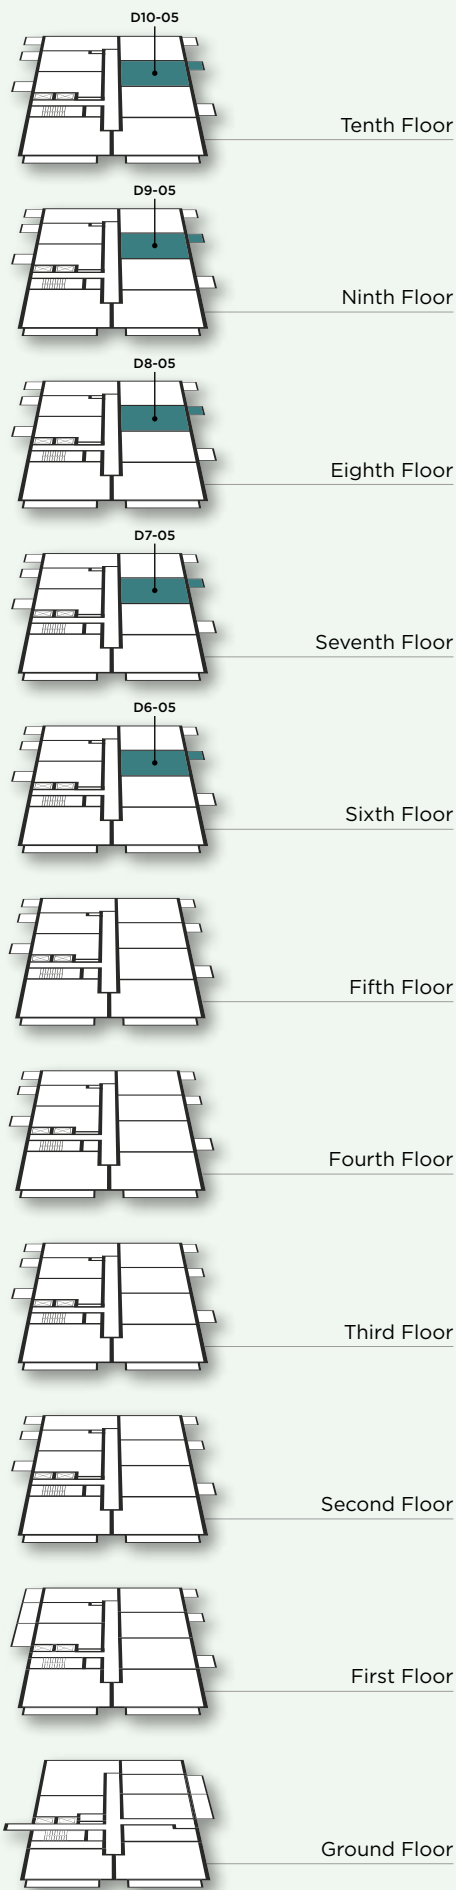 D10-05
Tenth Floor
D9-05
Ninth Floor
D8-05
Eighth Floor
D7-05
Seventh Floor
D6-05
Sixth Floor
Fifth Floor
Fourth Floor
Third Floor
Second Floor
First Floor
Ground Floor